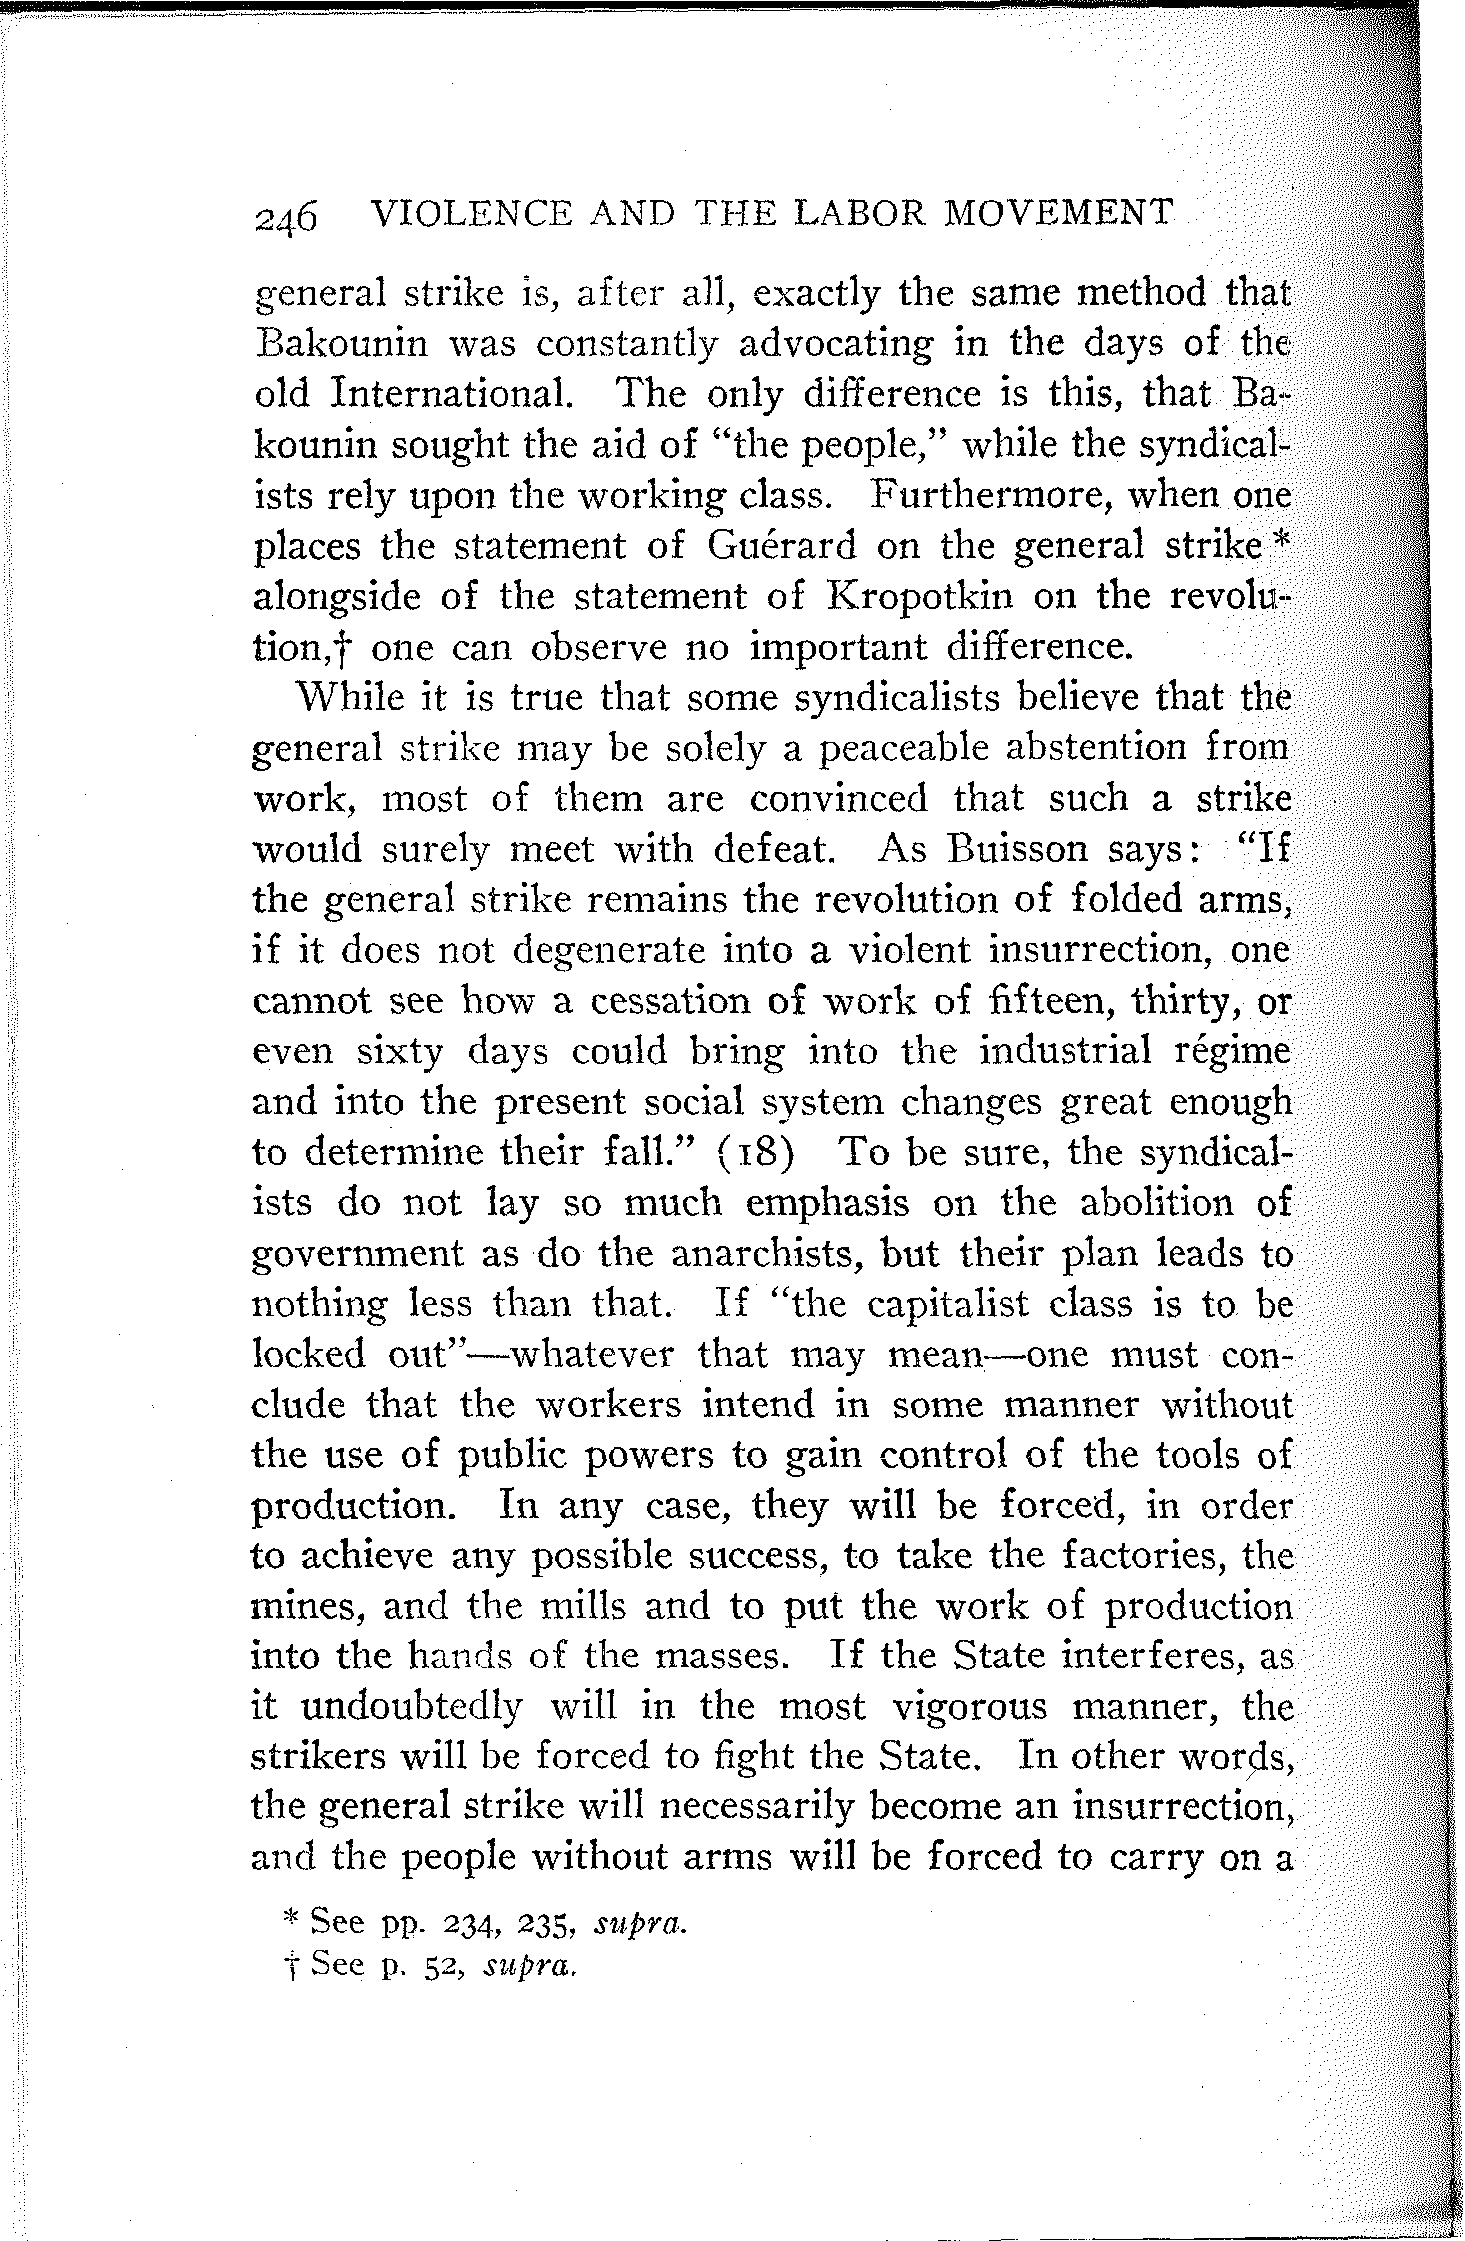 246 VIOLENCE AND THE LABOR MOVEMENT
general strike is, after all, exactly the same method that
Bakounin was constantly advocating in the days of the
old International. The only difference is this, that Ba-
kounin sought the aid of “the people,” while the syndical-
ists rely upon the working class. Furthermore, when one
places the statement of Guérard on the general strike *
alongside of the statement of Kropotkin on the revolu-
tion,† one can observe no important difference.
While it is true that some syndicalists believe that the
general strike may be solely a peaceable abstention from
work, most of them are convinced that such a strike
would surely meet with defeat. As Buisson says: “If
the general strike remains the revolution of folded arms,
if it does not degenerate into a violent insurrection, one
cannot see how a cessation of work of fifteen, thirty, or
even sixty days could bring into the industrial régime
and into the present social system changes great enough
to determine their fall.” (18) To be sure, the syndical-
ists do not lay so much emphasis on the abolition of
government as do the anarchists, but their plan leads to
nothing less than that. If “the capitalist class is to be
locked out”—whatever that may mean—one must con-
clude that the workers intend in some manner without
the use of public powers to gain control of the tools of
production. In any case, they will be forced, in order
to achieve any possible success, to take the factories, the
mines, and the mills and to put the work of production
into the hands of the masses. If the State interferes, as
it undoubtedly will in the most vigorous manner, the
strikers will be forced to fight the State. In other words,
the general strike will necessarily become an insurrection,
and the people without arms will be forced to carry on a
* See pp. 234, 235, supra.
† See p. 52, supra.